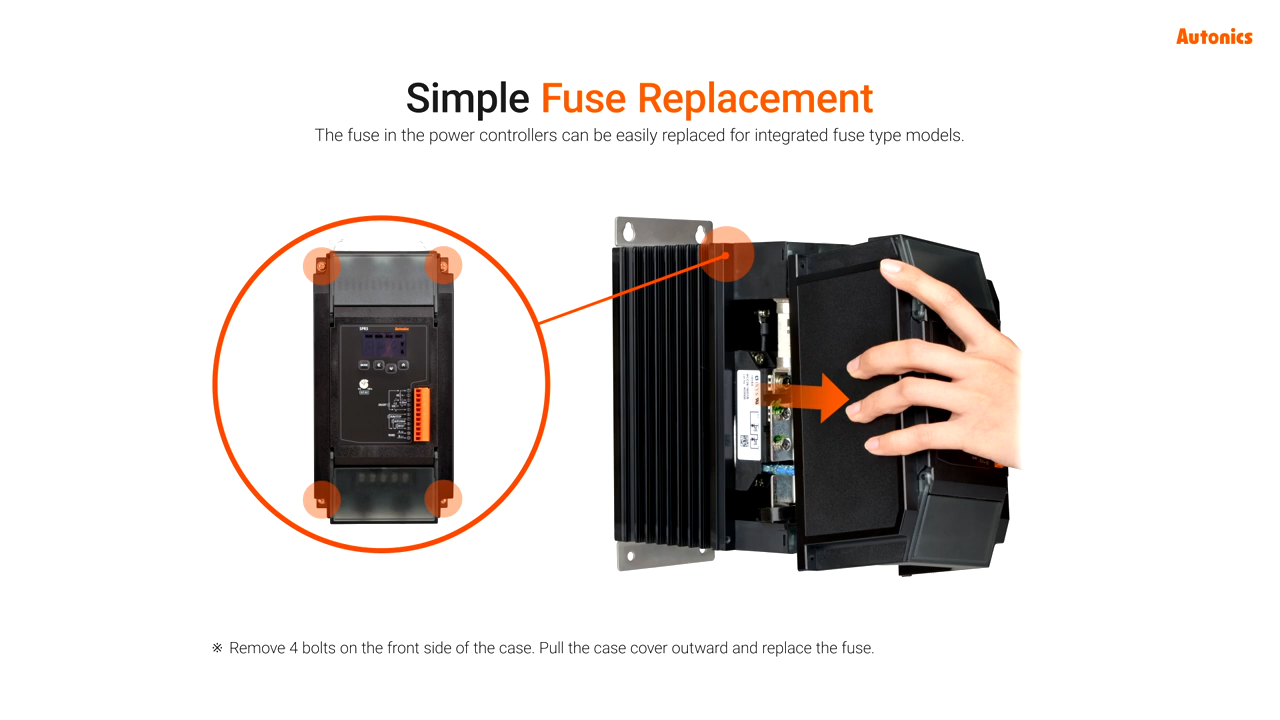 Autonics
Simple Fuse Replacement
The fuse in the power controllers can be easily replaced for integrated fuse type models.
Autonics
※ Remove 4 bolts on the front side of the case. Pull the case cover outward and replace the fuse.